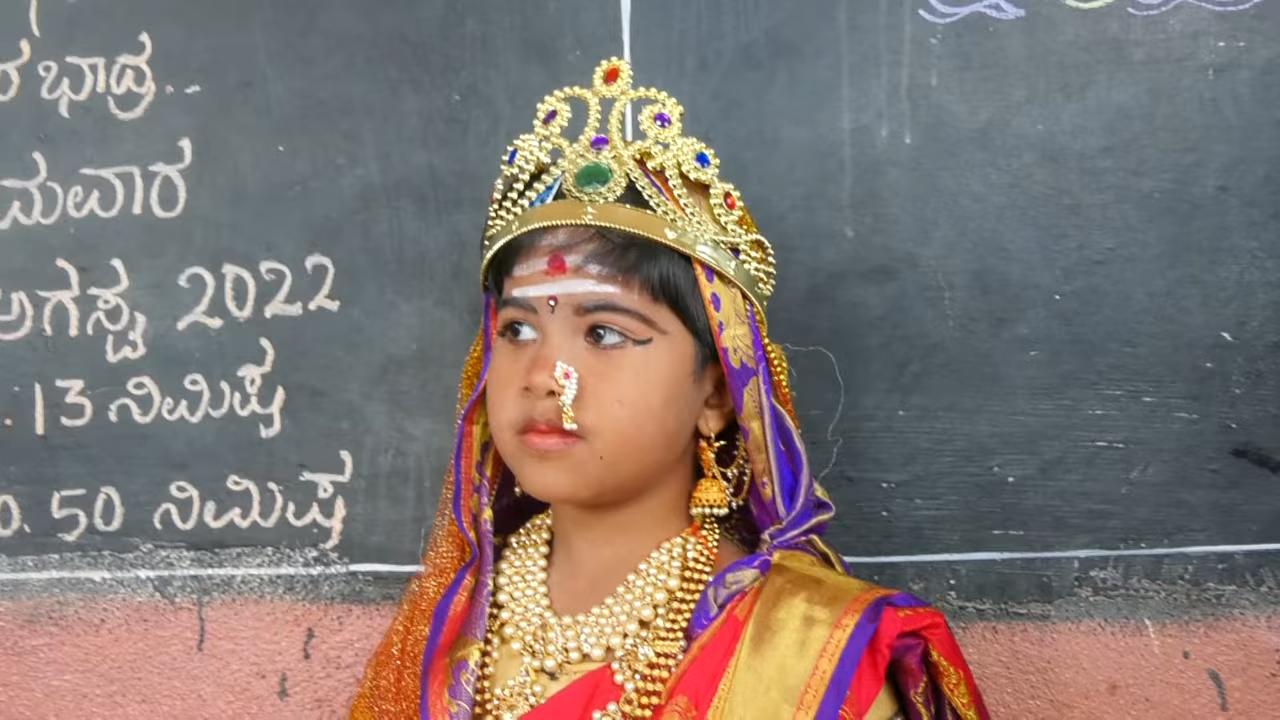 ರ ಭಾದ್ರ..
ಮವಾರ
ಅಗಸ್ಟ 2022
.13 ನಿಮಿಷ
0.50 ನಿಮಿಷ